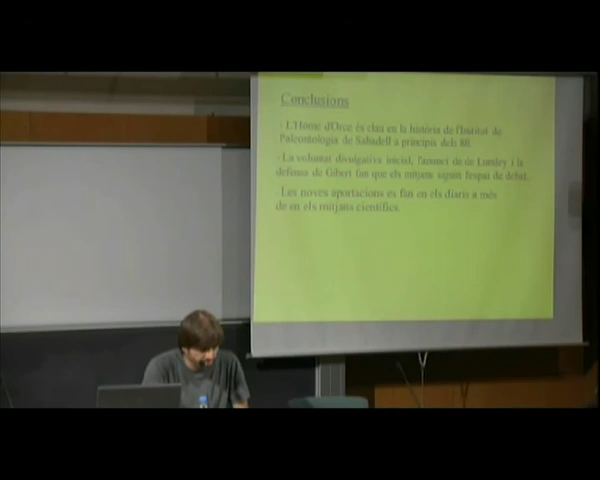 Conclusions
- L'Home d'Orce és clau en la història de l'Institut de
Paleontologia de Sabadell a principis dels 80.
- La voluntat divulgativa inicial, l'anunci de de Lumley i la
defensa de Gibert fan que els mitjans siguin l'espai de debat.
- Les noves aportacions es fan en els diaris a més
de en els mitjans científics.